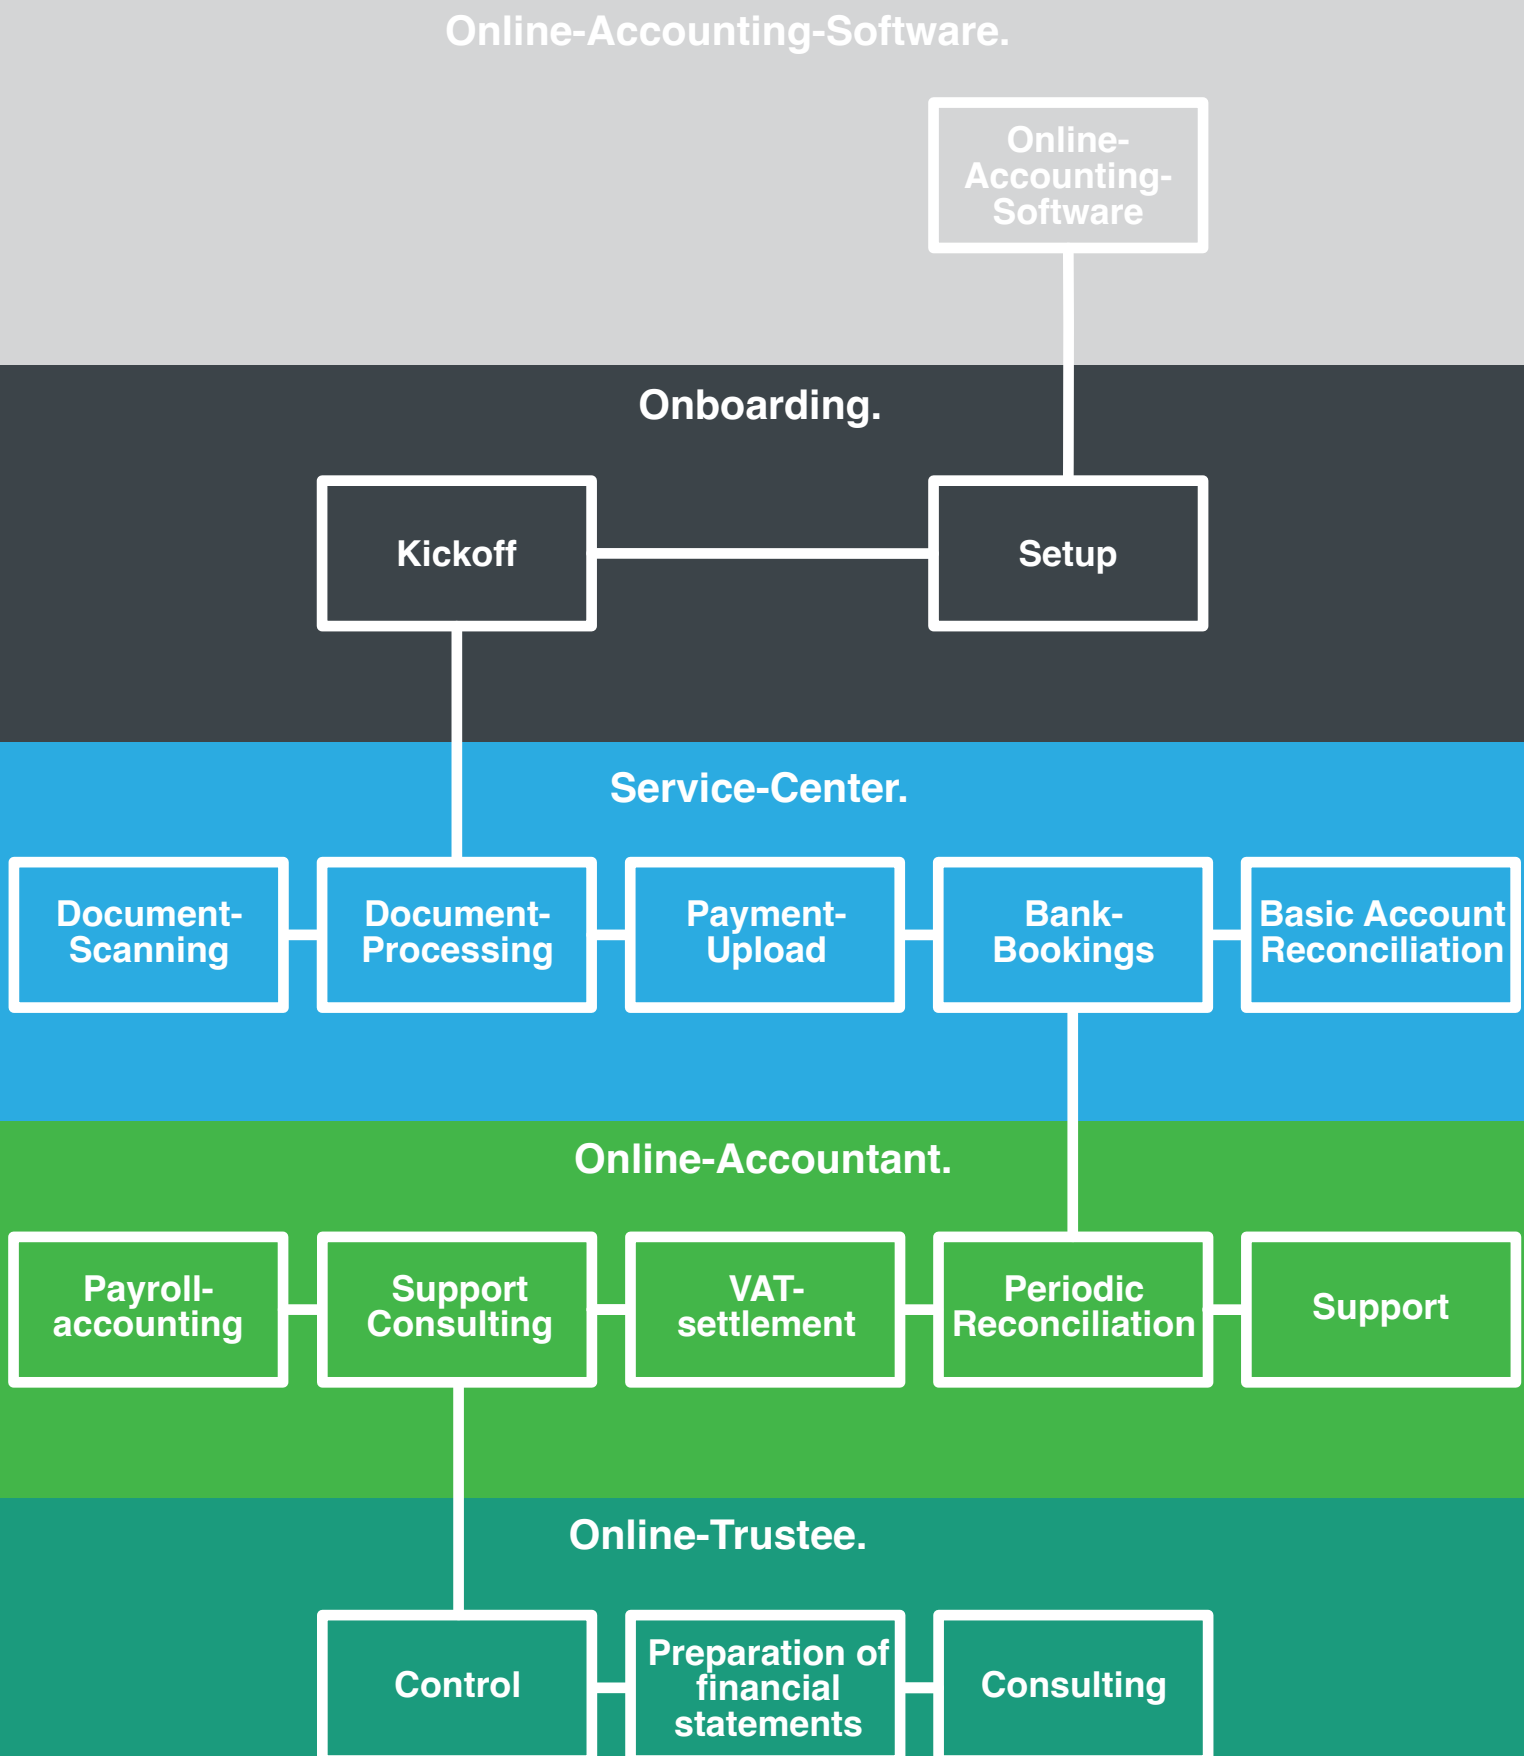 Online-Accounting-Software.
Online-
Accounting-
Software
Onboarding.
Kickoff
Setup
Service-Center.
Document-
Scanning
Document-
Processing
Payment-
Upload
Bank-
Bookings
Basic Account
Reconciliation
Online-Accountant.
Payroll-
accounting
Support
Consulting
VAT-
settlement
Periodic
Reconciliation
Support
Online-Trustee.
Control
Preparation of
financial
statements
Consulting